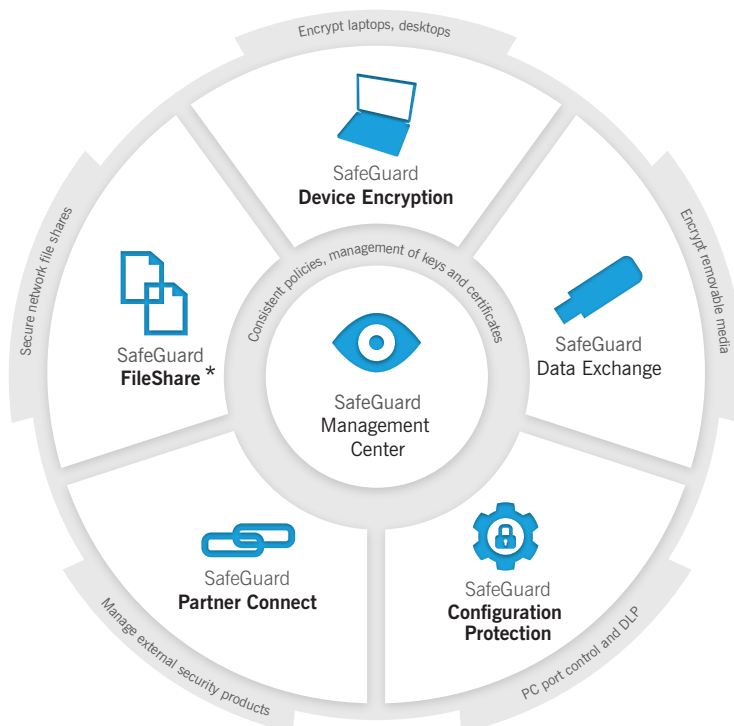 Encrypt laptops, desktops
SafeGuard
Device Encryption
Secure network file shares
SafeGuard
FileShare *
Consistent policies, management of keys and certificates
SafeGuard
Management
Center
Encrypt removable media
SafeGuard
Data Exchange
Manage external security products
SafeGuard
Partner Connect
PC port control and DLP
SafeGuard
Configuration
Protection